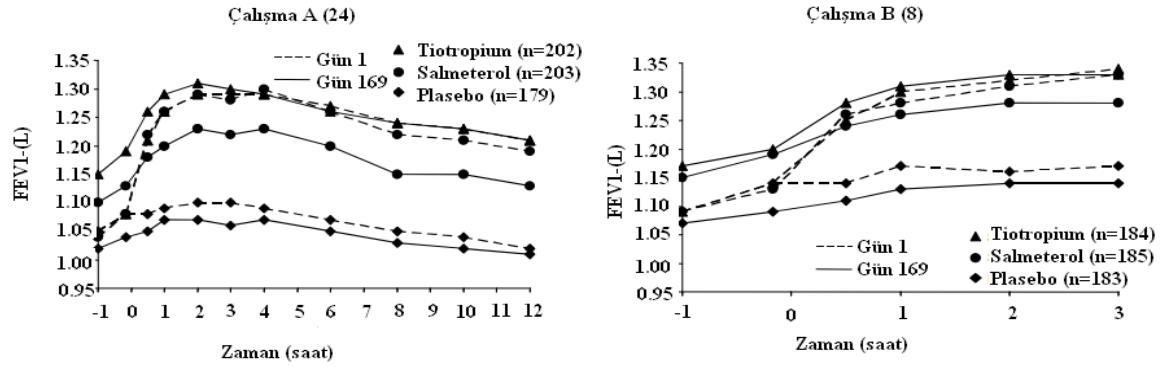 Çalışma A (24)
Gün 1
Gün 169
Tiotropium (n=202)
Salmeterol (n=203)
Plasebo (n=179)
FEV1-(L)
1.35
1.30
1.25
1.20
1.15
1.10
1.05
1.00
0.95
-1 0 1 2 3 4 6 8 10 12
Zaman (saat)
Çalışma B (8)
FEV1-(L)
1.35
1.30
1.25
1.20
1.15
1.10
1.05
1.00
0.95
Gün 1
Gün 169
Tiotropium (n=184)
Salmeterol (n=185)
Plasebo (n=183)
-1 0 1 2 3
Zaman (saat)